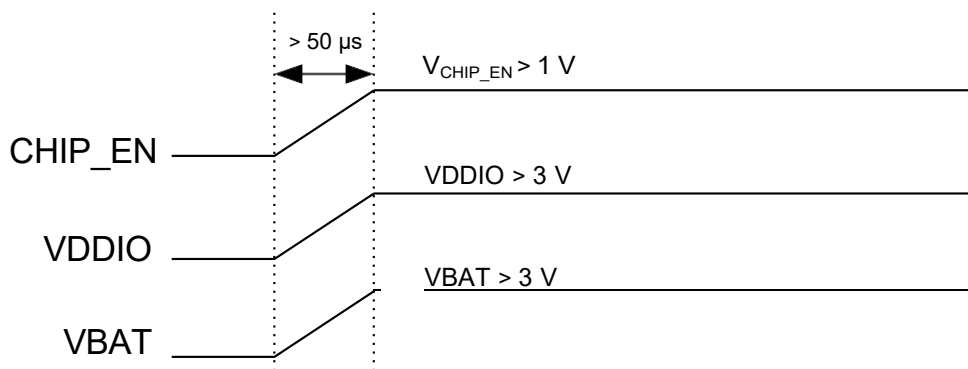 > 50 µs
V_CHIP_EN > 1 V
CHIP_EN
VDDIO > 3 V
VDDIO
VBAT > 3 V
VBAT